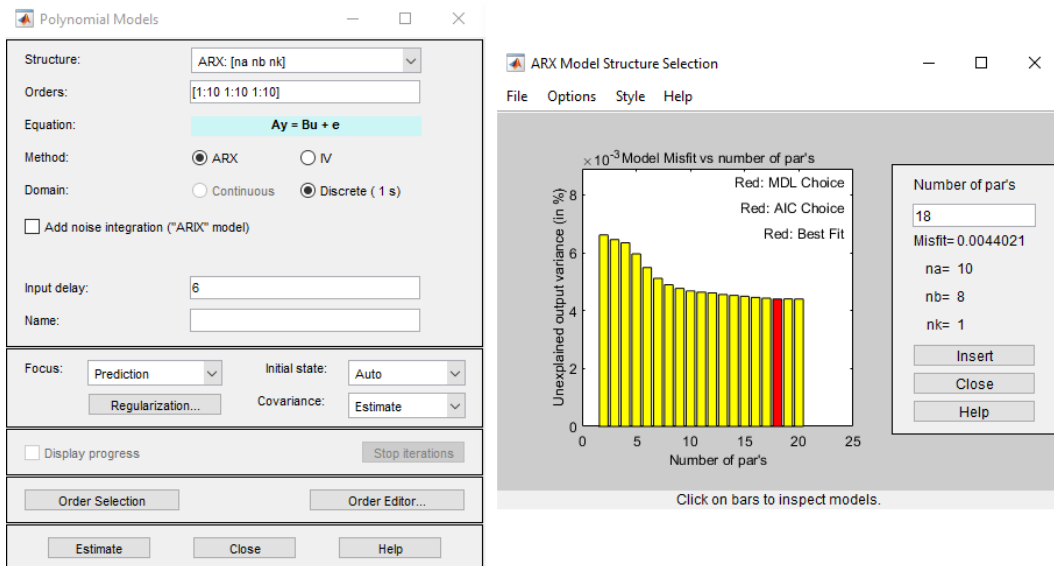 Polynomial Models
Structure: ARX: [na nb nk]
Orders: [1:10 1:10 1:10]
Equation: Ay = Bu + e
Method: ARX IV
Domain: Continuous Discrete ( 1 s)
Add noise integration ("ARIX" model)
Input delay: 6
Name:
Focus: Prediction Initial state: Auto
Regularization... Covariance: Estimate
Display progress Stop iterations
Order Selection Order Editor...
Estimate Close Help
ARX Model Structure Selection
File Options Style Help
×10-3 Model Misfit vs number of par's
Red: MDL Choice
Red: AIC Choice
Red: Best Fit
Unexplained output variance (in %)
8
6
4
2
0
0 5 10 15 20 25
Number of par's
Number of par's
18
Misfit= 0.0044021
na= 10
nb= 8
nk= 1
Insert
Close
Help
Click on bars to inspect models.